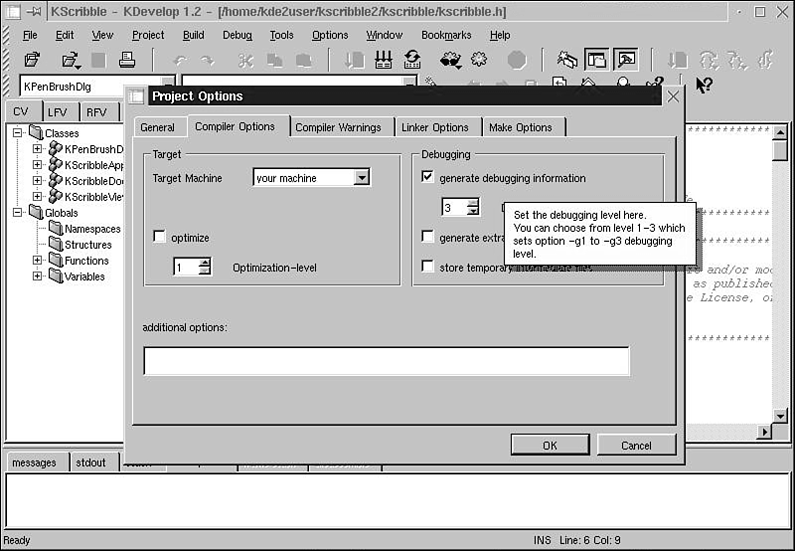 KScribble - KDevelop 1.2 - [/home/kde2user/kscribble2/kscribble/kscribble.h]
File Edit View Project Build Debug Tools Options Window Bookmarks Help
KPenBrushDlg
CV LFV RFV
Classes
KPenBrushD
KScribbleApp
KScribbleDoc
KScribbleView
Globals
Namespaces
Structures
Functions
Variables
Project Options
General Compiler Options Compiler Warnings Linker Options Make Options
Target
Target Machine your machine
optimize
1 Optimization-level
Debugging
generate debugging information
3
generate extra
store temporary intermediate files
Set the debugging level here.
You can choose from level 1-3 which
sets option -g1 to -g3 debugging
level.
additional options:
OK Cancel
and/or mo
as published
License, o
messages stdout
Ready INS Line: 6 Col: 9